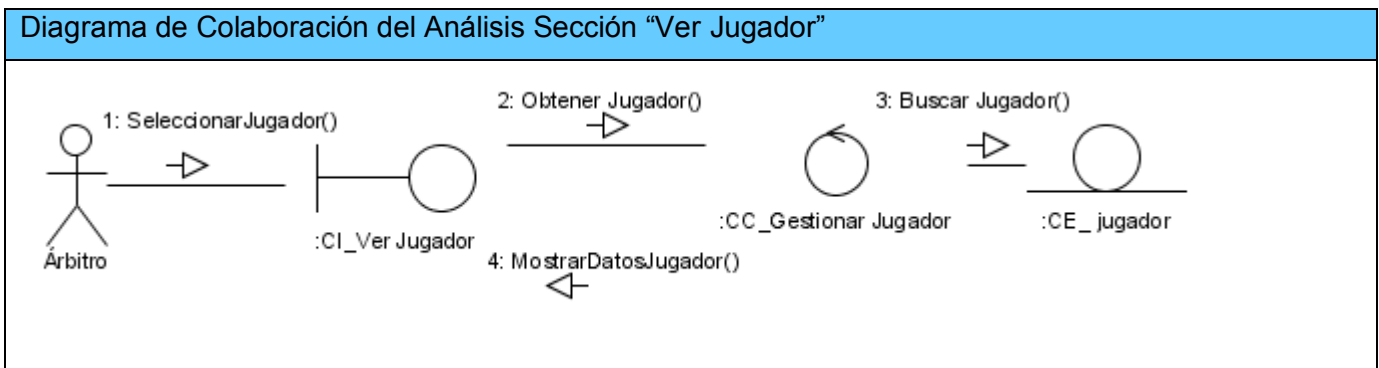 Diagrama de Colaboración del Análisis Sección “Ver Jugador”
1: SeleccionarJugador()
2: Obtener Jugador()
3: Buscar Jugador()
Árbitro
:CI_Ver Jugador
:CC_Gestionar Jugador
:CE_ jugador
4: MostrarDatosJugador()